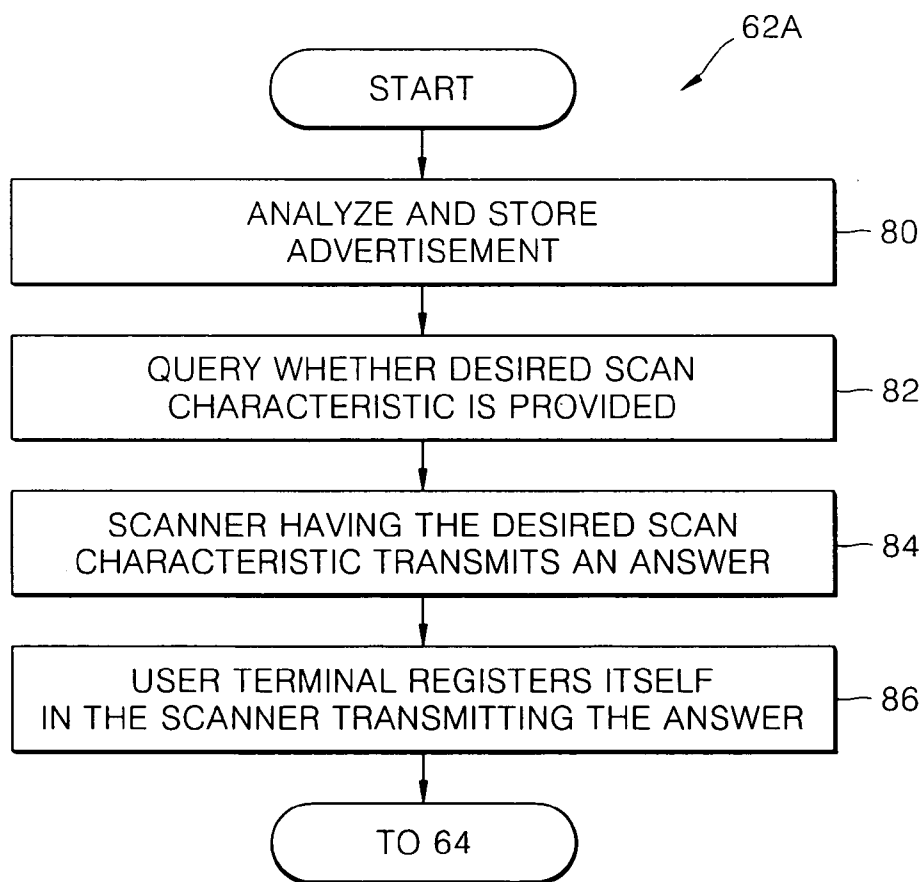 62A
START
ANALYZE AND STORE
ADVERTISEMENT
80
QUERY WHETHER DESIRED SCAN
CHARACTERISTIC IS PROVIDED
82
SCANNER HAVING THE DESIRED SCAN
CHARACTERISTIC TRANSMITS AN ANSWER
84
USER TERMINAL REGISTERS ITSELF
IN THE SCANNER TRANSMITTING THE ANSWER
86
TO 64